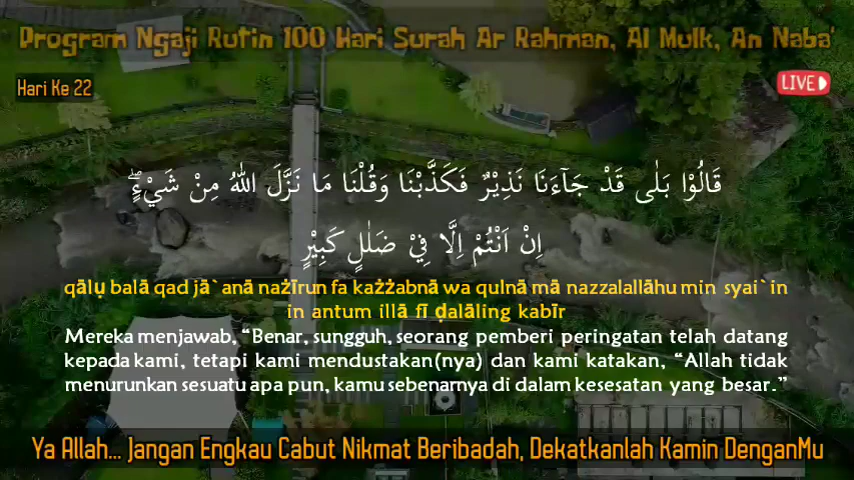 Program Ngaji Rutin 100 Hari Surah Ar Rahman, Al Mulk, An Naba'
Hari Ke 22
LIVE
قَالُوْا بَلٰى قَدْ جَاۤءَنَا نَذِيْرٌ فَكَذَّبْنَا وَقُلْنَا مَا نَزَّلَ اللّٰهُ مِنْ شَيْءٍۖ
اِنْ اَنْتُمْ اِلَّا فِيْ ضَلٰلٍ كَبِيْرٍ
qālụ balā qad jā`anā nażīrun fa każżabnā wa qulnā mā nazzalallāhu min syai`in
in antum illā fī ḍalāling kabīr
Mereka menjawab, “Benar, sungguh, seorang pemberi peringatan telah datang
kepada kami, tetapi kami mendustakan(nya) dan kami katakan, “Allah tidak
menurunkan sesuatu apa pun, kamu sebenarnya di dalam kesesatan yang besar.”
Ya Allah... Jangan Engkau Cabut Nikmat Beribadah, Dekatkanlah Kamin DenganMu